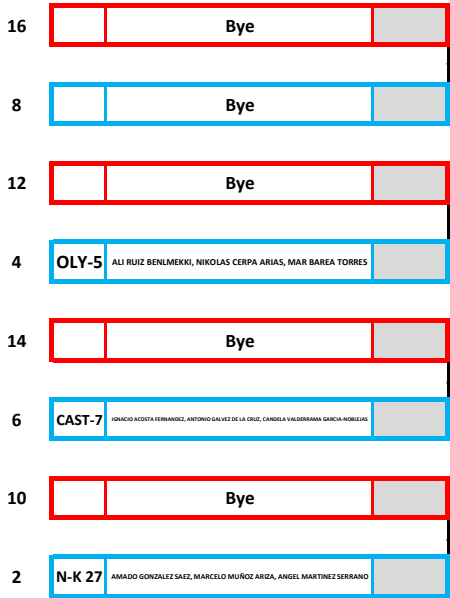 16 Bye
8 Bye
12 Bye
4 OLY-5 ALI RUIZ BENLMEKKI, NIKOLAS CERPA ARIAS, MAR BAREA TORRES
14 Bye
6 CAST-7 IGNACIO ACOSTA FERNANDEZ, ANTONIO GALVEZ DE LA CRUZ, CANDELA VALDERRAMA GARCIA-NOBLEJAS
10 Bye
2 N-K 27 AMADO GONZALEZ SAEZ, MARCELO MUÑOZ ARIZA, ANGEL MARTINEZ SERRANO